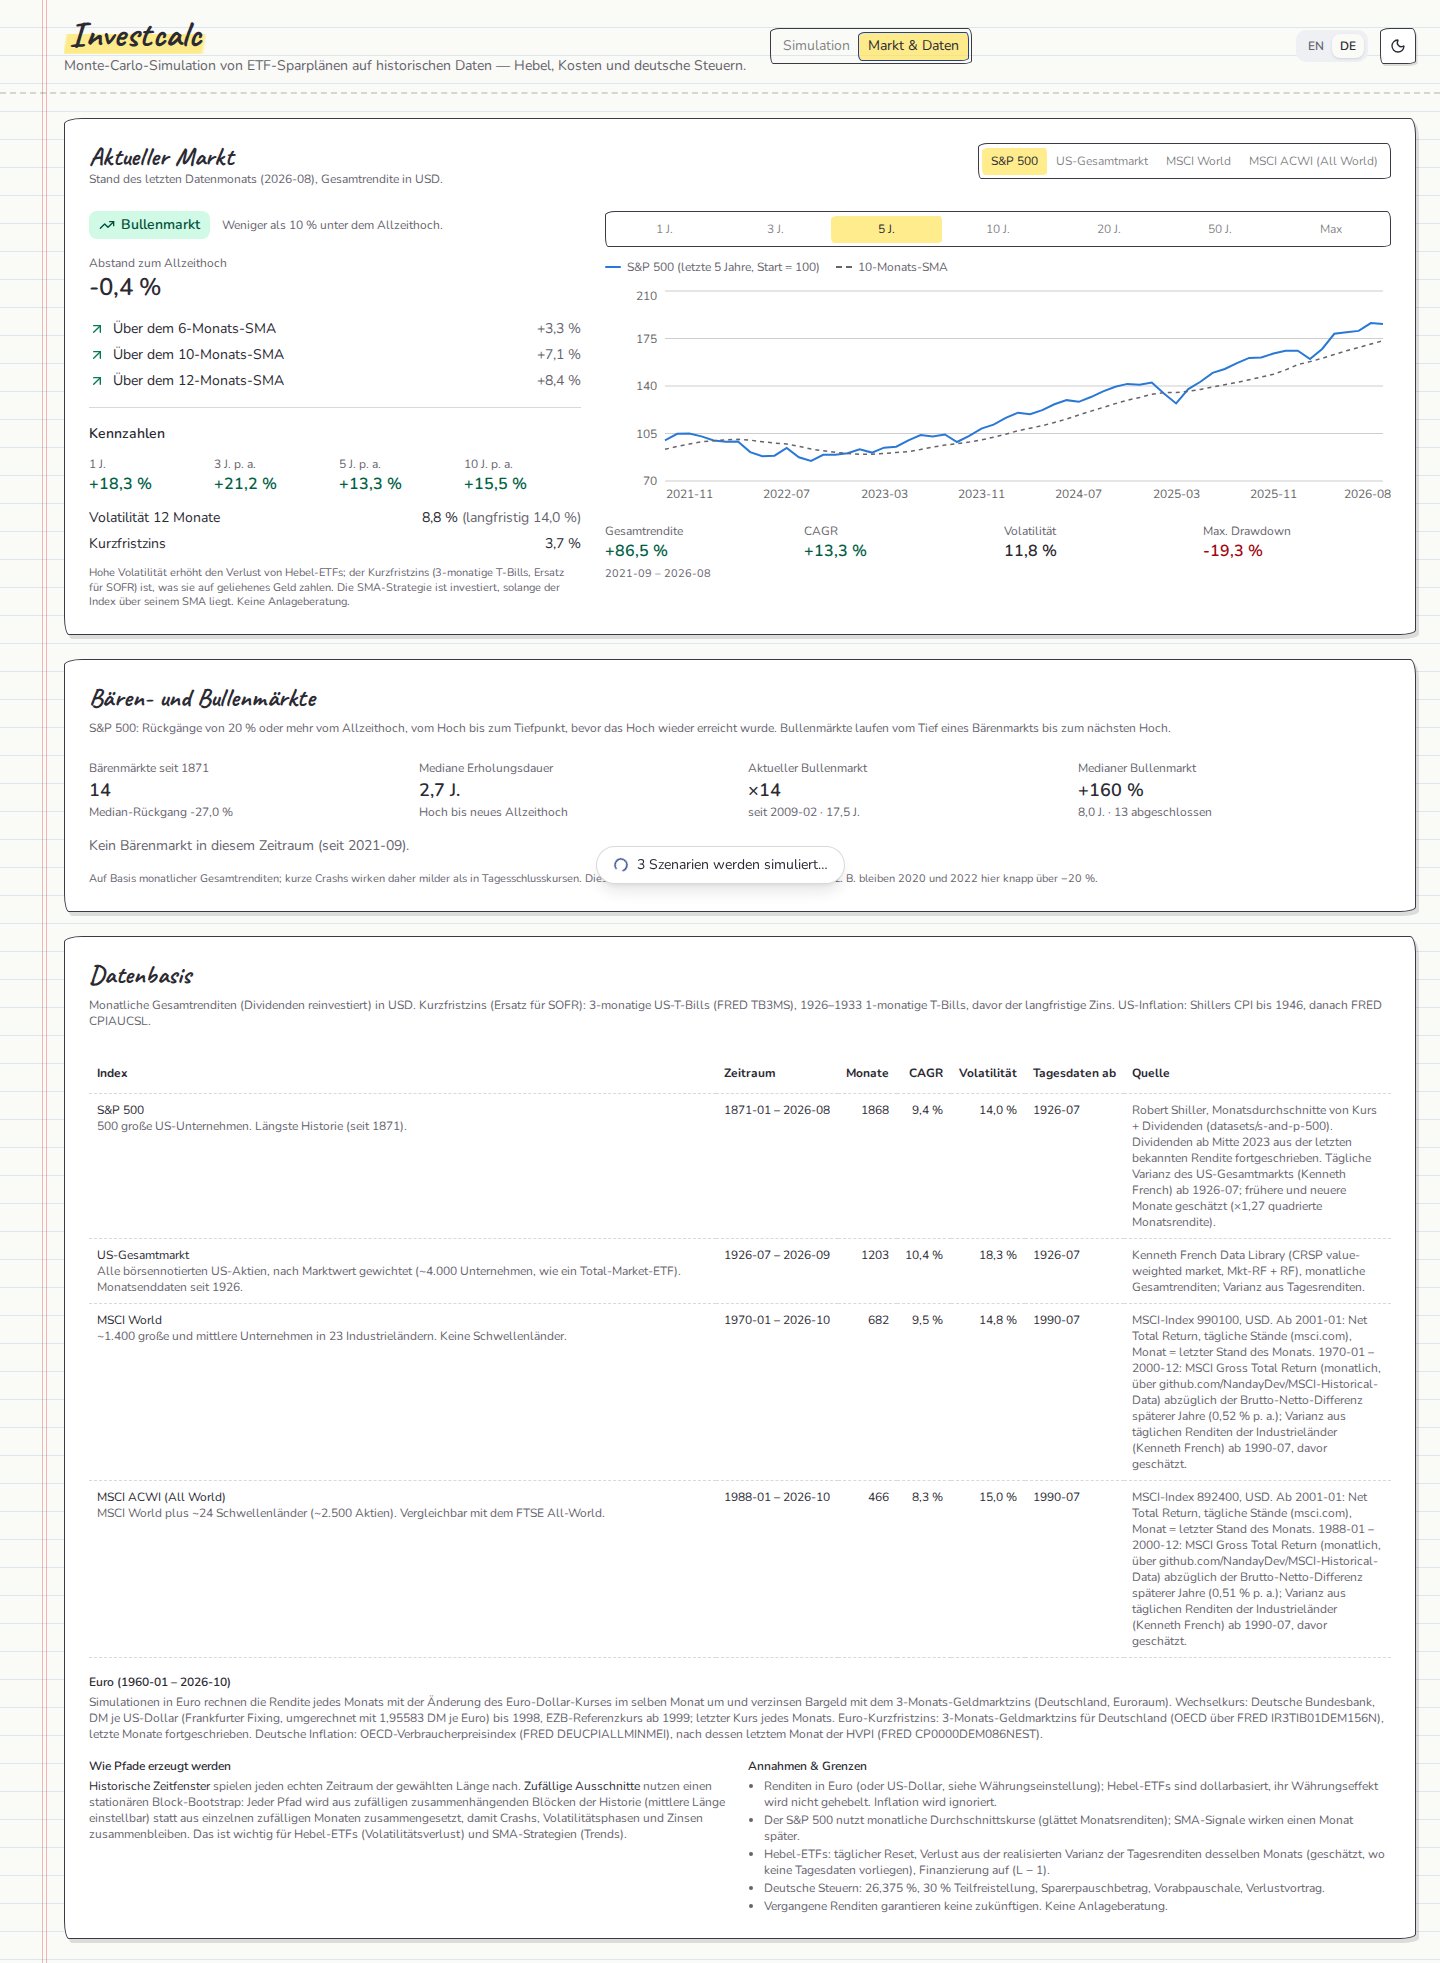 Investcalc
Monte-Carlo-Simulation von ETF-Sparplänen auf historischen Daten — Hebel, Kosten und deutsche Steuern.
Simulation Markt & Daten
EN DE
Aktueller Markt
Stand des letzten Datenmonats (2026-08), Gesamtrendite in USD.
S&P 500 US-Gesamtmarkt MSCI World MSCI ACWI (All World)
Bullenmarkt Weniger als 10 % unter dem Allzeithoch.
Abstand zum Allzeithoch
-0,4 %
Über dem 6-Monats-SMA +3,3 %
Über dem 10-Monats-SMA +7,1 %
Über dem 12-Monats-SMA +8,4 %
Kennzahlen
1 J. 3 J. p. a. 5 J. p. a. 10 J. p. a.
+18,3 % +21,2 % +13,3 % +15,5 %
Volatilität 12 Monate 8,8 % (langfristig 14,0 %)
Kurzfristzins 3,7 %
Hohe Volatilität erhöht den Verlust von Hebel-ETFs; der Kurzfristzins (3-monatige T-Bills, Ersatz
für SOFR) ist, was sie auf geliehenes Geld zahlen. Die SMA-Strategie ist investiert, solange der
Index über seinem SMA liegt. Keine Anlageberatung.
1 J. 3 J. 5 J. 10 J. 20 J. 50 J. Max
S&P 500 (letzte 5 Jahre, Start = 100) 10-Monats-SMA
210
175
140
105
70
2021-11 2022-07 2023-03 2023-11 2024-07 2025-03 2025-11 2026-08
Gesamtrendite CAGR Volatilität Max. Drawdown
+86,5 % +13,3 % 11,8 % -19,3 %
2021-09 – 2026-08
Bären- und Bullenmärkte
S&P 500: Rückgänge von 20 % oder mehr vom Allzeithoch, vom Hoch bis zum Tiefpunkt, bevor das Hoch wieder erreicht wurde. Bullenmärkte laufen vom Tief eines Bärenmarkts bis zum nächsten Hoch.
Bärenmärkte seit 1871 Mediane Erholungsdauer Aktueller Bullenmarkt Medianer Bullenmarkt
14 2,7 J. ×14 +160 %
Median-Rückgang -27,0 % Hoch bis neues Allzeithoch seit 2009-02 · 17,5 J. 8,0 J. · 13 abgeschlossen
Kein Bärenmarkt in diesem Zeitraum (seit 2021-09).
3 Szenarien werden simuliert...
Auf Basis monatlicher Gesamtrenditen; kurze Crashs wirken daher milder als in Tagesschlusskursen. B. bleiben 2020 und 2022 hier knapp über −20 %.
Datenbasis
Monatliche Gesamtrenditen (Dividenden reinvestiert) in USD. Kurzfristzins (Ersatz für SOFR): 3-monatige US-T-Bills (FRED TB3MS), 1926–1933 1-monatige T-Bills, davor der langfristige Zins. US-Inflation: Shillers CPI bis 1946, danach FRED
CPIAUCSL.
Index Zeitraum Monate CAGR Volatilität Tagesdaten ab Quelle
S&P 500 1871-01 – 2026-08 1868 9,4 % 14,0 % 1926-07
500 große US-Unternehmen. Längste Historie (seit 1871).
Robert Shiller, Monatsdurchschnitte von Kurs
+ Dividenden (datasets/s-and-p-500).
Dividenden ab Mitte 2023 aus der letzten
bekannten Rendite fortgeschrieben. Tägliche
Varianz des US-Gesamtmarkts (Kenneth
French) ab 1926-07; frühere und neuere
Monate geschätzt (×1,27 quadrierte
Monatsrendite).
US-Gesamtmarkt 1926-07 – 2026-09 1203 10,4 % 18,3 % 1926-07
Alle börsennotierten US-Aktien, nach Marktwert gewichtet (~4.000 Unternehmen, wie ein Total-Market-ETF).
Monatsenddaten seit 1926.
Kenneth French Data Library (CRSP value-
weighted market, Mkt-RF + RF), monatliche
Gesamtrenditen; Varianz aus Tagesrenditen.
MSCI World 1970-01 – 2026-10 682 9,5 % 14,8 % 1990-07
~1.400 große und mittlere Unternehmen in 23 Industrieländern. Keine Schwellenländer.
MSCI-Index 990100, USD. Ab 2001-01: Net
Total Return, tägliche Stände (msci.com),
Monat = letzter Stand des Monats. 1970-01 –
2000-12: MSCI Gross Total Return (monatlich,
über github.com/NandayDev/MSCI-Historical-
Data) abzüglich der Brutto-Netto-Differenz
späterer Jahre (0,52 % p. a.); Varianz aus
täglichen Renditen der Industrieländer
(Kenneth French) ab 1990-07, davor
geschätzt.
MSCI ACWI (All World) 1988-01 – 2026-10 466 8,3 % 15,0 % 1990-07
MSCI World plus ~24 Schwellenländer (~2.500 Aktien). Vergleichbar mit dem FTSE All-World.
MSCI-Index 892400, USD. Ab 2001-01: Net
Total Return, tägliche Stände (msci.com),
Monat = letzter Stand des Monats. 1988-01 –
2000-12: MSCI Gross Total Return (monatlich,
über github.com/NandayDev/MSCI-Historical-
Data) abzüglich der Brutto-Netto-Differenz
späterer Jahre (0,51 % p. a.); Varianz aus
täglichen Renditen der Industrieländer
(Kenneth French) ab 1990-07, davor
geschätzt.
Euro (1960-01 – 2026-10)
Simulationen in Euro rechnen die Rendite jedes Monats mit der Änderung des Euro-Dollar-Kurses im selben Monat um und verzinsen Bargeld mit dem 3-Monats-Geldmarktzins (Deutschland, Euroraum). Wechselkurs: Deutsche Bundesbank,
DM je US-Dollar (Frankfurter Fixing, umgerechnet mit 1,95583 DM je Euro) bis 1998, EZB-Referenzkurs ab 1999; letzter Kurs jedes Monats. Euro-Kurzfristzins: 3-Monats-Geldmarktzins für Deutschland (OECD über FRED IR3TIB01DEM156N),
letzte Monate fortgeschrieben. Deutsche Inflation: OECD-Verbraucherpreisindex (FRED DEUCPIALLMINMEI), nach dessen letztem Monat der HVPI (FRED CP0000DEM086NEST).
Wie Pfade erzeugt werden
Historische Zeitfenster spielen jeden echten Zeitraum der gewählten Länge nach. Zufällige Ausschnitte nutzen einen
stationären Block-Bootstrap: Jeder Pfad wird aus zufälligen zusammenhängenden Blöcken der Historie (mittlere Länge
einstellbar) statt aus einzelnen zufälligen Monaten zusammengesetzt, damit Crashs, Volatilitätsphasen und Zinsen
zusammenbleiben. Das ist wichtig für Hebel-ETFs (Volatilitätsverlust) und SMA-Strategien (Trends).
Annahmen & Grenzen
• Renditen in Euro (oder US-Dollar, siehe Währungseinstellung); Hebel-ETFs sind dollarbasiert, ihr Währungseffekt
wird nicht gehebelt. Inflation wird ignoriert.
• Der S&P 500 nutzt monatliche Durchschnittskurse (glättet Monatsrenditen); SMA-Signale wirken einen Monat
später.
• Hebel-ETFs: täglicher Reset, Verlust aus der realisierten Varianz der Tagesrenditen desselben Monats (geschätzt, wo
keine Tagesdaten vorliegen), Finanzierung auf (L − 1).
• Deutsche Steuern: 26,375 %, 30 % Teilfreistellung, Sparerpauschbetrag, Vorabpauschale, Verlustvortrag.
• Vergangene Renditen garantieren keine zukünftigen. Keine Anlageberatung.